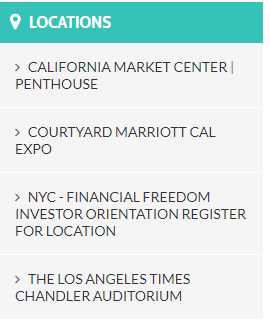 LOCATIONS
CALIFORNIA MARKET CENTER |
PENTHOUSE
COURTYARD MARRIOTT CAL
EXPO
NYC - FINANCIAL FREEDOM
INVESTOR ORIENTATION REGISTER
FOR LOCATION
THE LOS ANGELES TIMES
CHANDLER AUDITORIUM